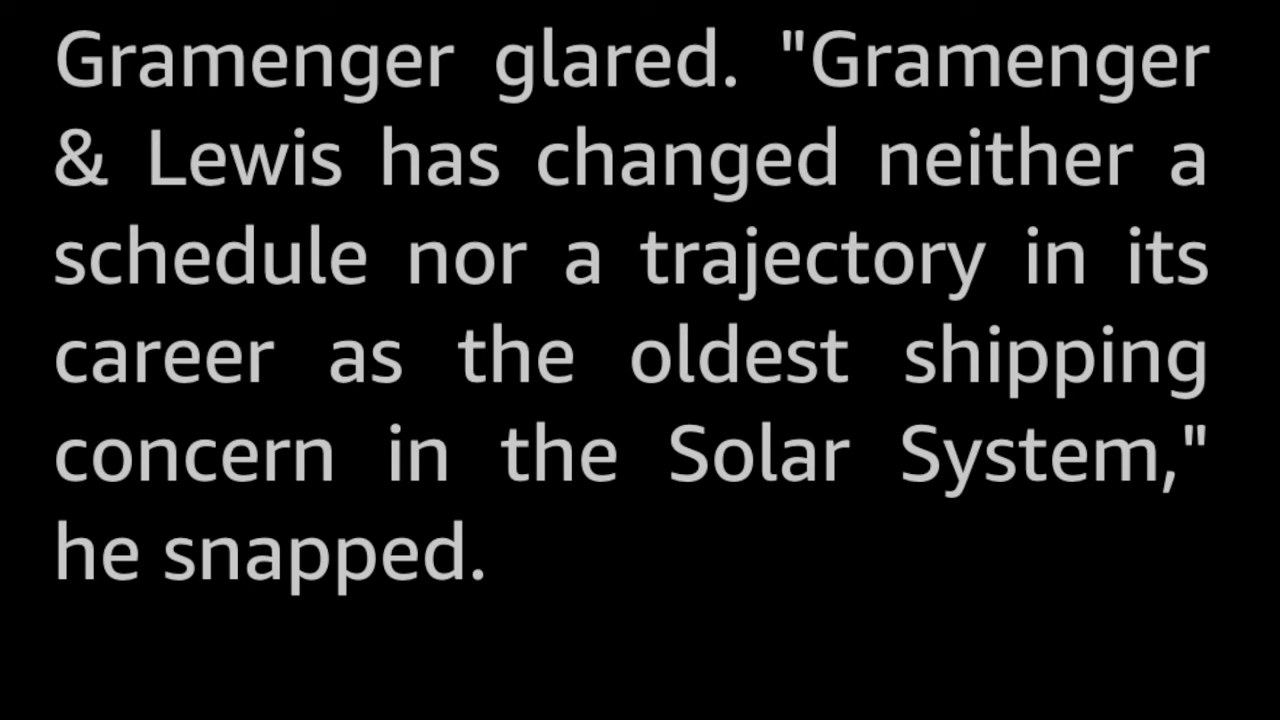 Gramenger glared. "Gramenger
& Lewis has changed neither a
schedule nor a trajectory in its
career as the oldest shipping
concern in the Solar System,"
he snapped.